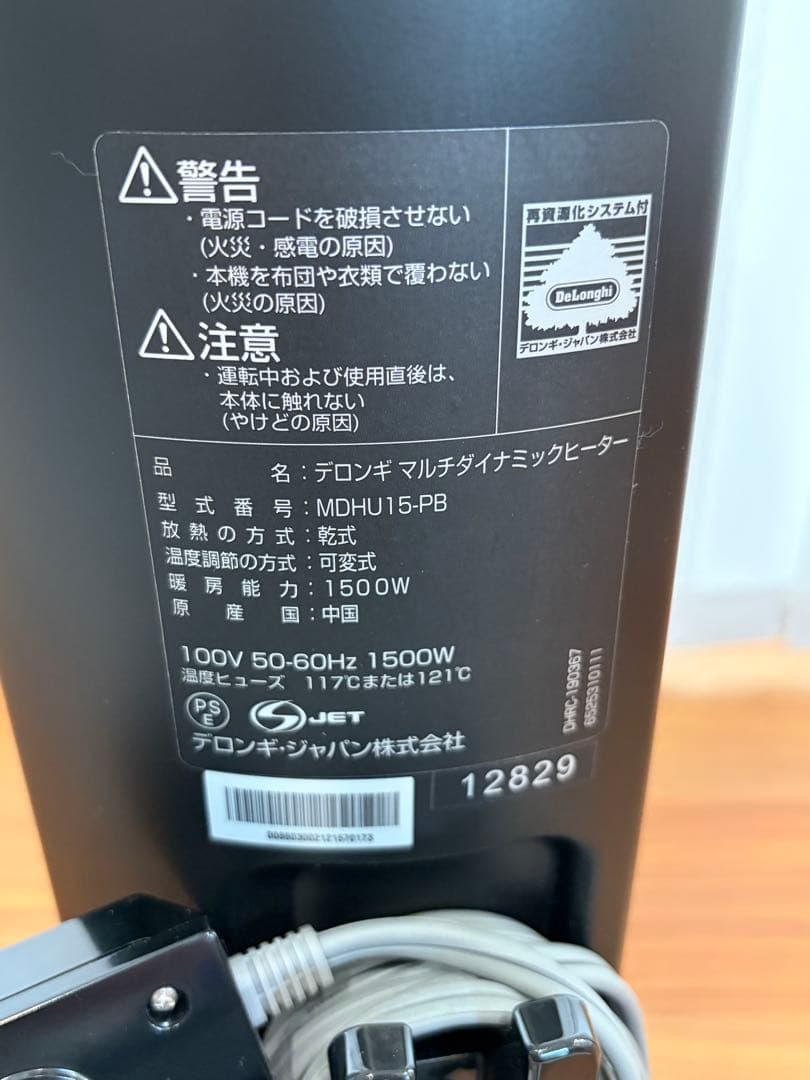 警告
・電源コードを破損させない
(火災・感電の原因)
・本機を布団や衣類で覆わない
(火災の原因)
注意
・運転中および使用直後は、
本体に触れない
(やけどの原因)
再資源化システム付
DeLonghi
デロンギ・ジャパン株式会社
品名:デロンギ マルチダイナミックヒーター
型式番号:MDHU15-PB
放熱の方式:乾式
温度調節の方式:可変式
暖房能力:1500W
原産国:中国
100V 50-60Hz 1500W
温度ヒューズ 117℃または121℃
PSE
S JET
デロンギ・ジャパン株式会社
DHRC-190367
6525310111
12829